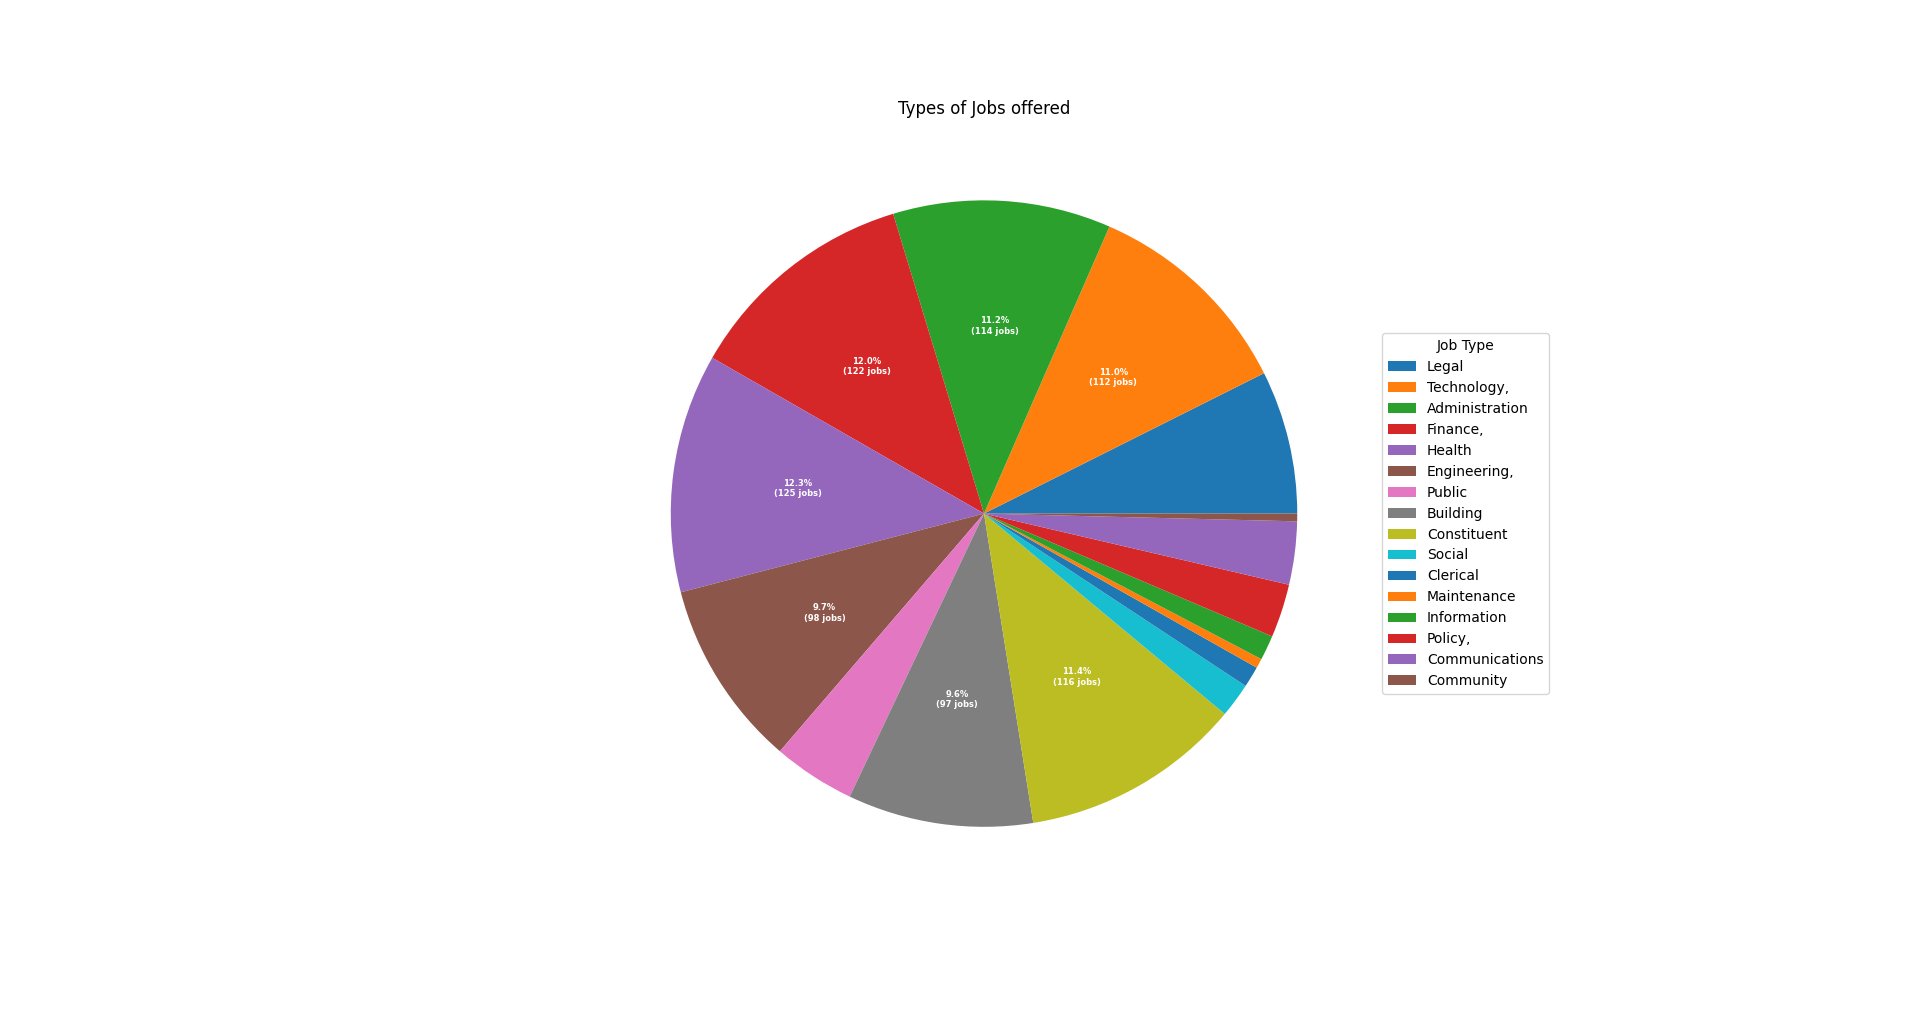 Types of Jobs offered
11.2%
(114 jobs)
12.0%
(122 jobs)
11.0%
(112 jobs)
12.3%
(125 jobs)
9.7%
(98 jobs)
11.4%
(116 jobs)
9.6%
(97 jobs)
Job Type
Legal
Technology,
Administration
Finance,
Health
Engineering,
Public
Building
Constituent
Social
Clerical
Maintenance
Information
Policy,
Communications
Community